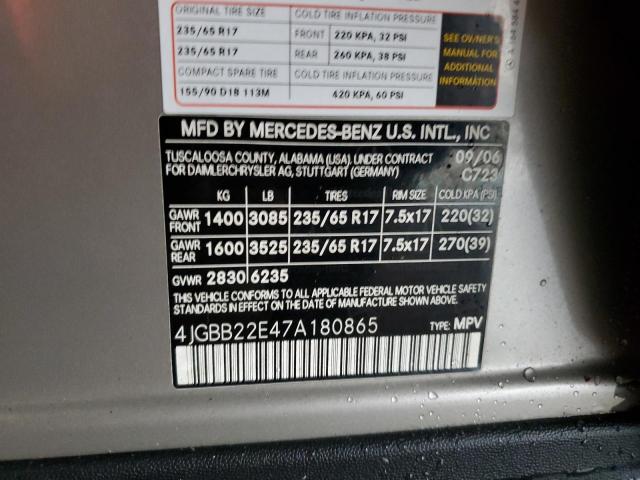 ORIGINAL TIRE SIZE COLD TIRE INFLATION PRESSURE
235/65 R17 FRONT 220 KPA, 32 PSI
235/65 R17 REAR 260 KPA, 38 PSI
COMPACT SPARE TIRE COLD TIRE INFLATION PRESSURE
155/90 D18 113M 420 KPA, 60 PSI
SEE OWNER'S
MANUAL FOR
ADDITIONAL
INFORMATION
MFD BY MERCEDES-BENZ U.S. INTL., INC
TUSCALOOSA COUNTY, ALABAMA (USA), UNDER CONTRACT 09/06
FOR DAIMLERCHRYSLER AG, STUTTGART (GERMANY) C723
KG LB TIRES RIM SIZE COLD KPA (PSI)
GAWR FRONT 1400 3085 235/65 R17 7.5x17 220(32)
GAWR REAR 1600 3525 235/65 R17 7.5x17 270(39)
GVWR 2830 6235
THIS VEHICLE CONFORMS TO ALL APPLICABLE FEDERAL MOTOR VEHICLE SAFETY
STANDARDS IN EFFECT ON THE DATE OF MANUFACTURE SHOWN ABOVE.
4JGBB22E47A180865 TYPE: MPV